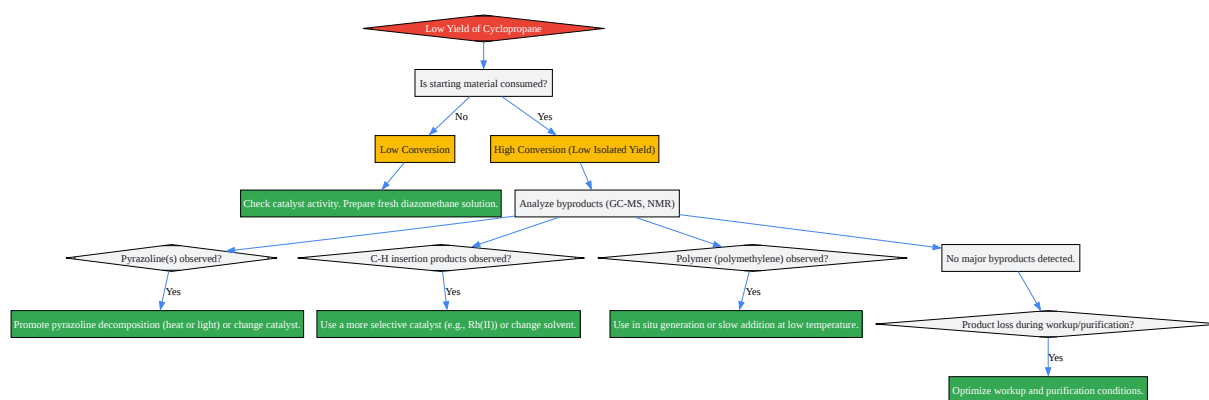 Low Yield of Cyclopropane
Is starting material consumed?
No
Yes
Low Conversion
High Conversion (Low Isolated Yield)
Check catalyst activity. Prepare fresh diazomethane solution.
Analyze byproducts (GC-MS, NMR)
Pyrazoline(s) observed?
C-H insertion products observed?
Polymer (polymethylene) observed?
No major byproducts detected.
Yes
Yes
Yes
Promote pyrazoline decomposition (heat or light) or change catalyst.
Use a more selective catalyst (e.g., Rh(II)) or change solvent.
Use in situ generation or slow addition at low temperature.
Product loss during workup/purification?
Yes
Optimize workup and purification conditions.